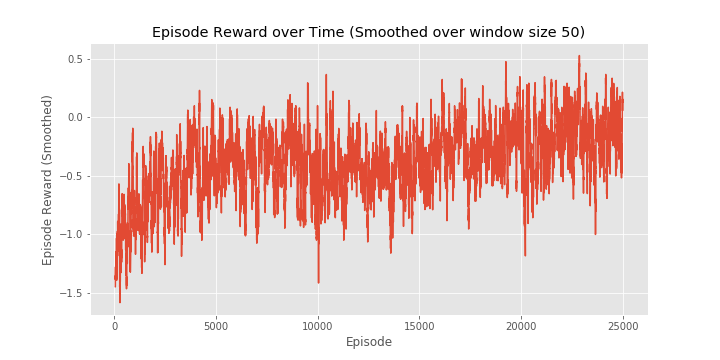 Episode Reward over Time (Smoothed over window size 50)
Episode Reward (Smoothed)
0.5
0.0
−0.5
−1.0
−1.5
0 5000 10000 15000 20000 25000
Episode